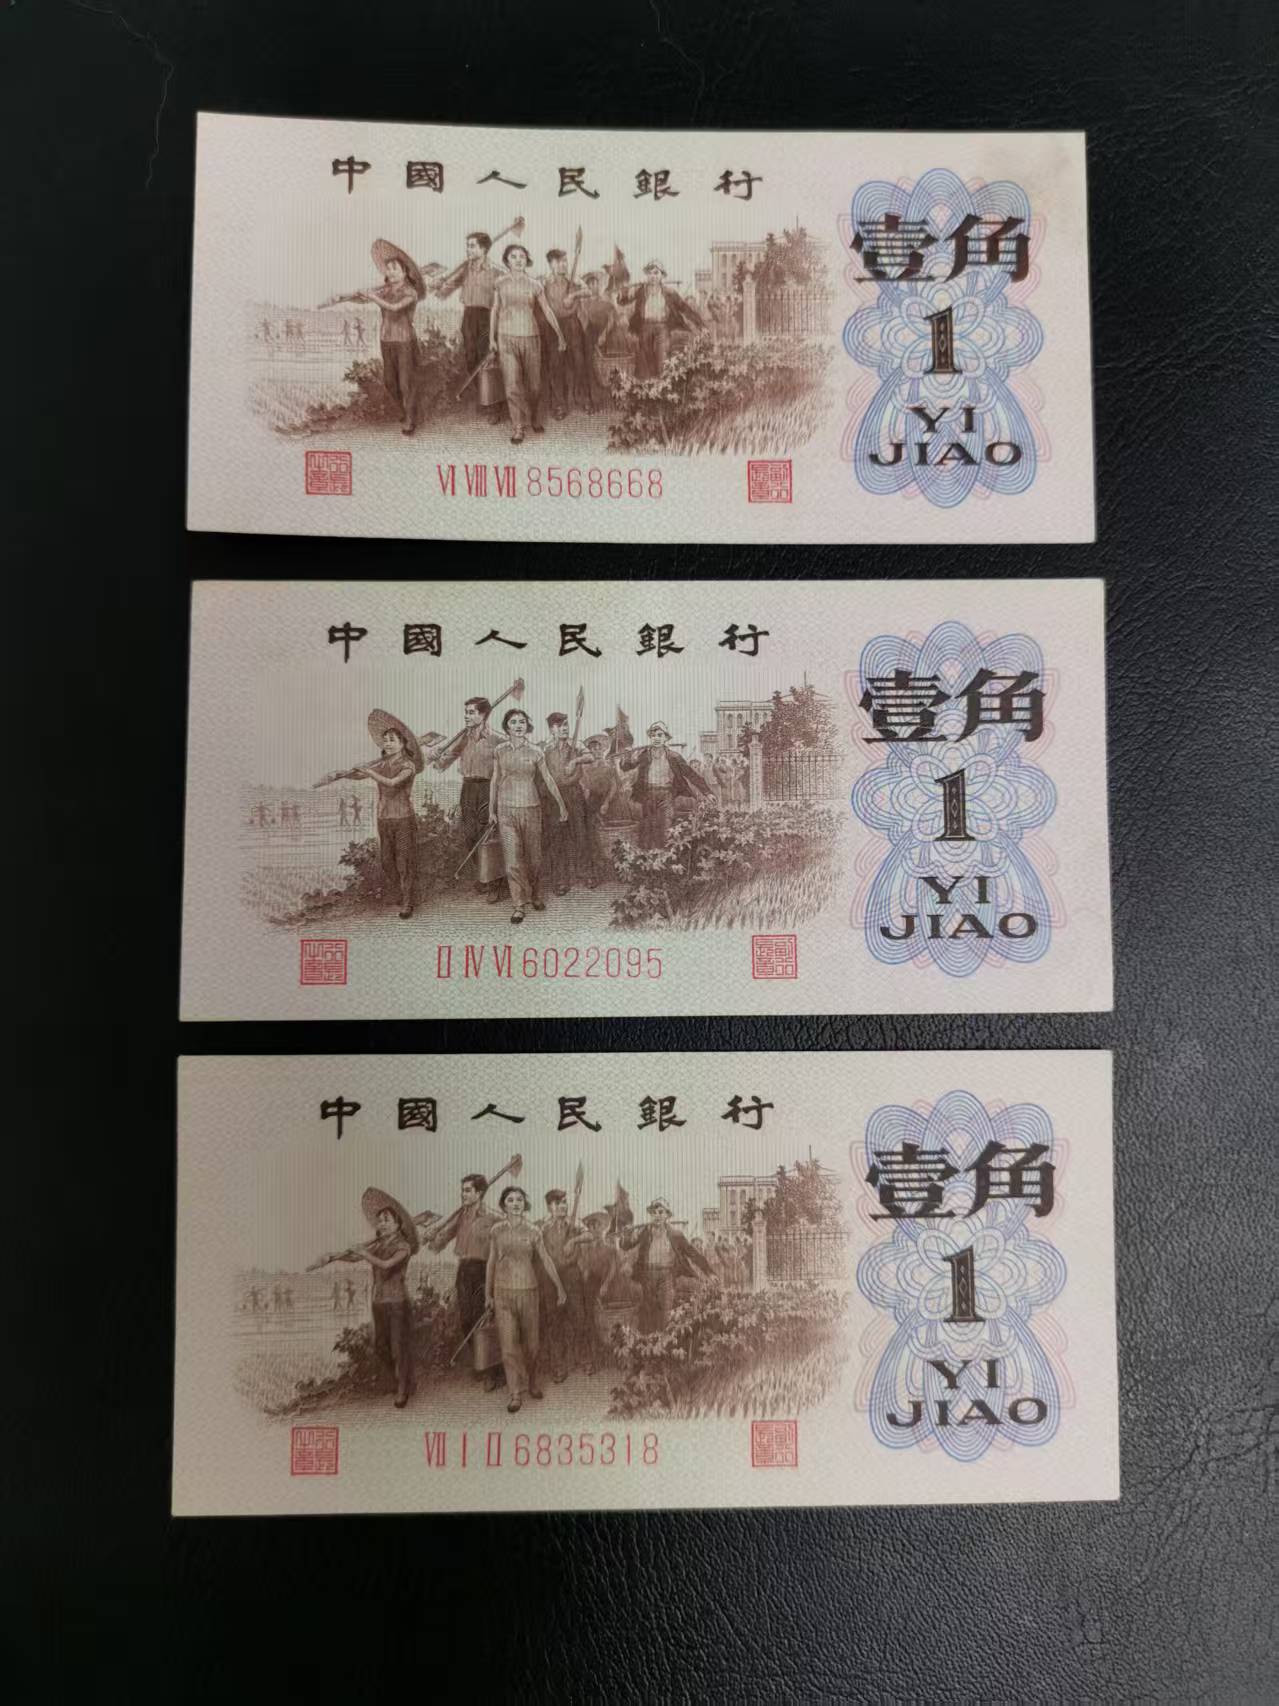 中國人民銀行
壹角
1
YI
JIAO
Ⅵ Ⅷ Ⅶ 8568668
中國人民銀行
壹角
1
YI
JIAO
Ⅱ Ⅳ Ⅵ 6022095
中國人民銀行
壹角
1
YI
JIAO
Ⅶ Ⅰ Ⅱ 6835318